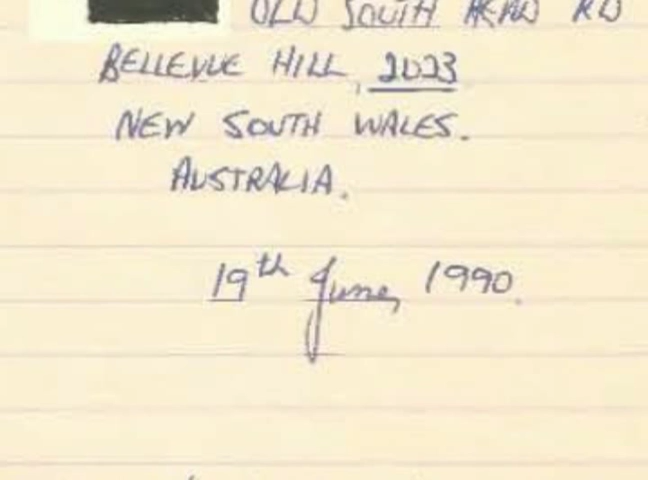 OLD SOUTH HEAD RD
BELLEVUE HILL, 2023
NEW SOUTH WALES.
AUSTRALIA.
19th June, 1990.